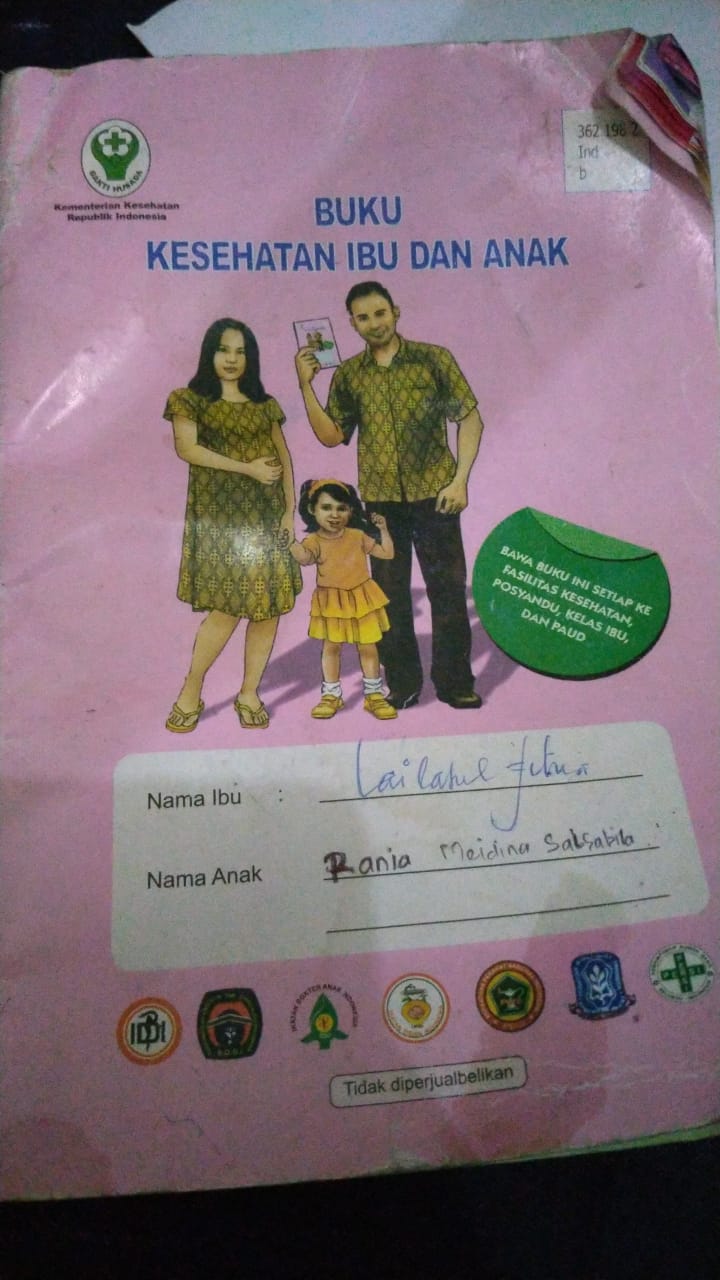 BAKTI HUSADA
Kementerian Kesehatan
Republik Indonesia
362 198 2
Ind
b
BUKU
KESEHATAN IBU DAN ANAK
BAWA BUKU INI SETIAP KE
FASILITAS KESEHATAN,
POSYANDU, KELAS IBU,
DAN PAUD
Nama Ibu : Lailatul Fitria
Nama Anak Rania Meidina Salsabila
IBI
IKATAN DOKTER ANAK INDONESIA
PERSI
Tidak diperjualbelikan